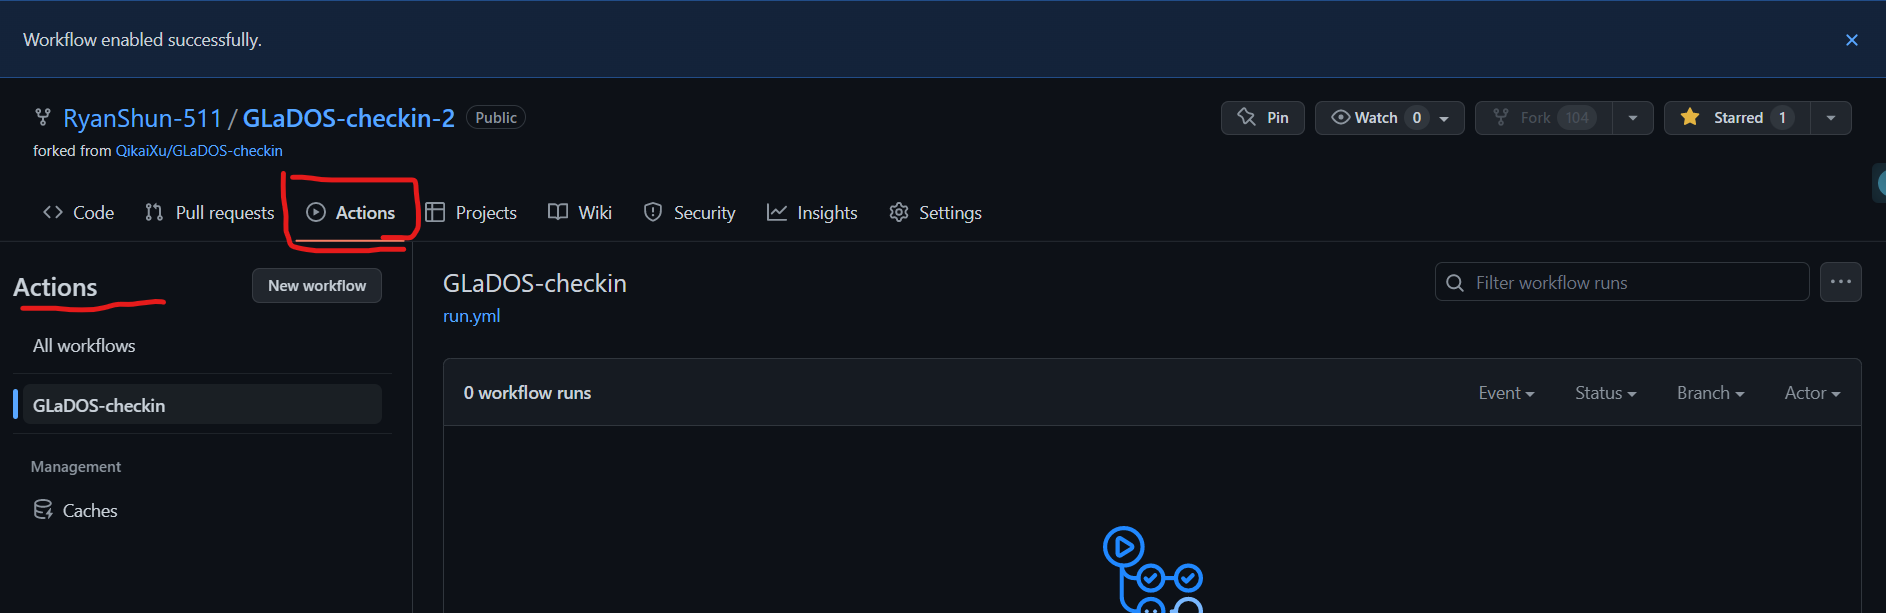 Workflow enabled successfully.
RyanShun-511 / GLaDOS-checkin-2 Public
Pin
Watch 0
Fork 104
Starred 1
forked from QikaiXu/GLaDOS-checkin
Code
Pull requests
Actions
Projects
Wiki
Security
Insights
Settings
Actions
New workflow
All workflows
GLaDOS-checkin
Management
Caches
GLaDOS-checkin
run.yml
Filter workflow runs
0 workflow runs
Event
Status
Branch
Actor